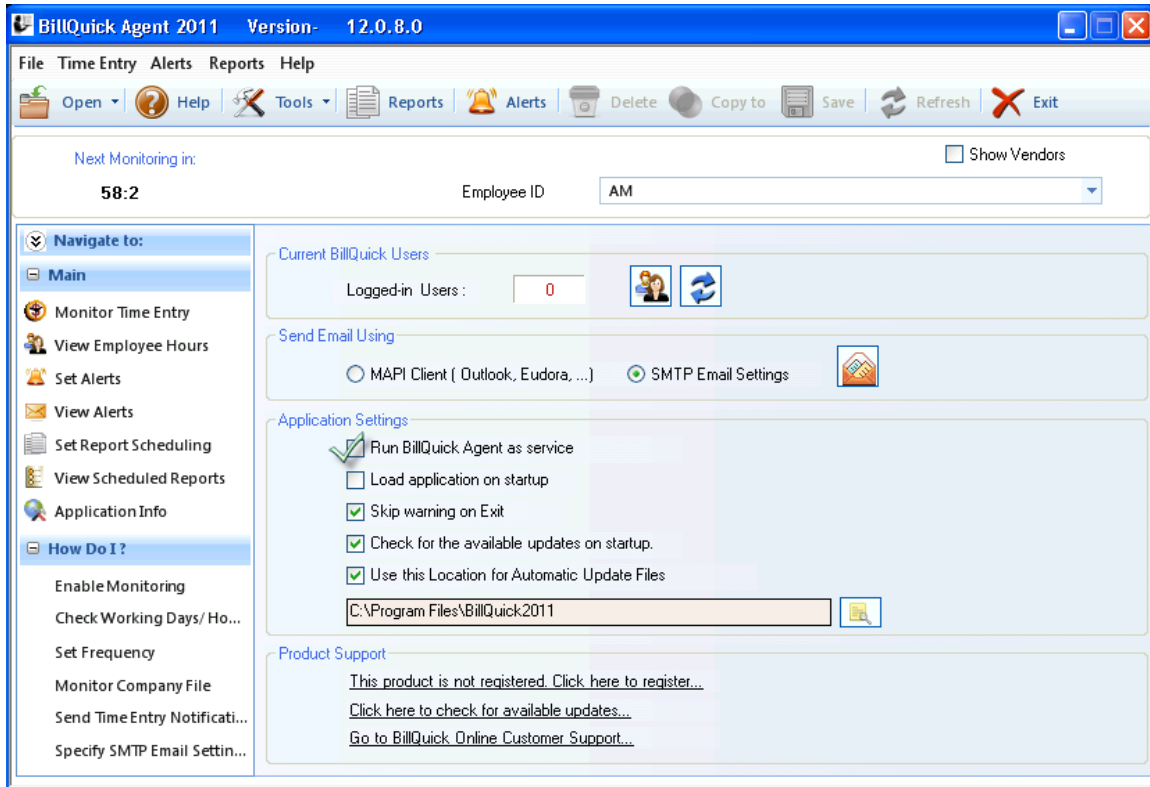 BillQuick Agent 2011 Version- 12.0.8.0
File Time Entry Alerts Reports Help
Open Help Tools Reports Alerts Delete Copy to Save Refresh Exit
Next Monitoring in:
58:2
Show Vendors
Employee ID AM
Navigate to:
Main
Monitor Time Entry
View Employee Hours
Set Alerts
View Alerts
Set Report Scheduling
View Scheduled Reports
Application Info
How Do I ?
Enable Monitoring
Check Working Days/ Ho...
Set Frequency
Monitor Company File
Send Time Entry Notificati...
Specify SMTP Email Settin...
Current BillQuick Users
Logged-in Users : 0
Send Email Using
MAPI Client ( Outlook, Eudora, ...) SMTP Email Settings
Application Settings
Run BillQuick Agent as service
Load application on startup
Skip warning on Exit
Check for the available updates on startup.
Use this Location for Automatic Update Files
C:\Program Files\BillQuick2011
Product Support
This product is not registered. Click here to register...
Click here to check for available updates...
Go to BillQuick Online Customer Support...